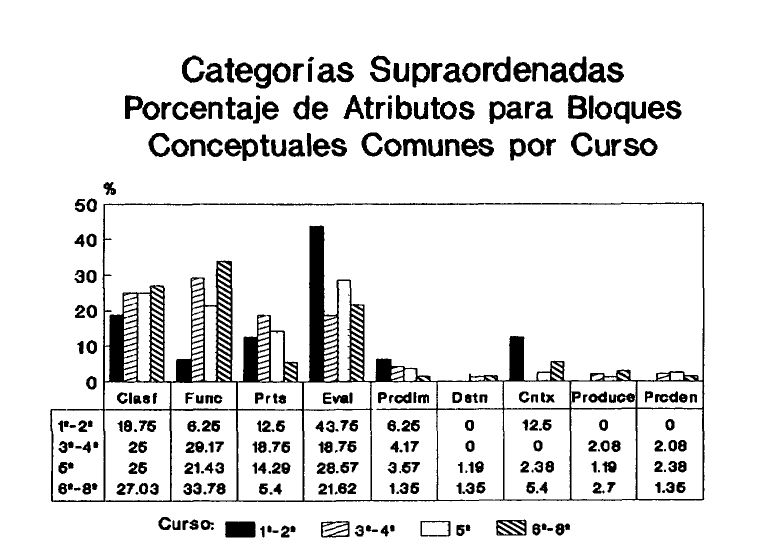 Categorías Supraordenadas
Porcentaje de Atributos para Bloques
Conceptuales Comunes por Curso
%
50
40
30
20
10
0
Clasf Func Prts Eval Prcdim Dstn Cntx Produce Prcden
1º-2º 18.75 6.25 12.5 43.75 6.25 0 12.5 0 0
3º-4º 25 29.17 18.75 18.75 4.17 0 0 2.08 2.08
5º 25 21.43 14.29 28.57 3.57 1.19 2.38 1.19 2.38
6º-8º 27.03 33.78 5.4 21.62 1.35 1.35 5.4 2.7 1.35
Curso: 1º-2º 3º-4º 5º 6º-8º